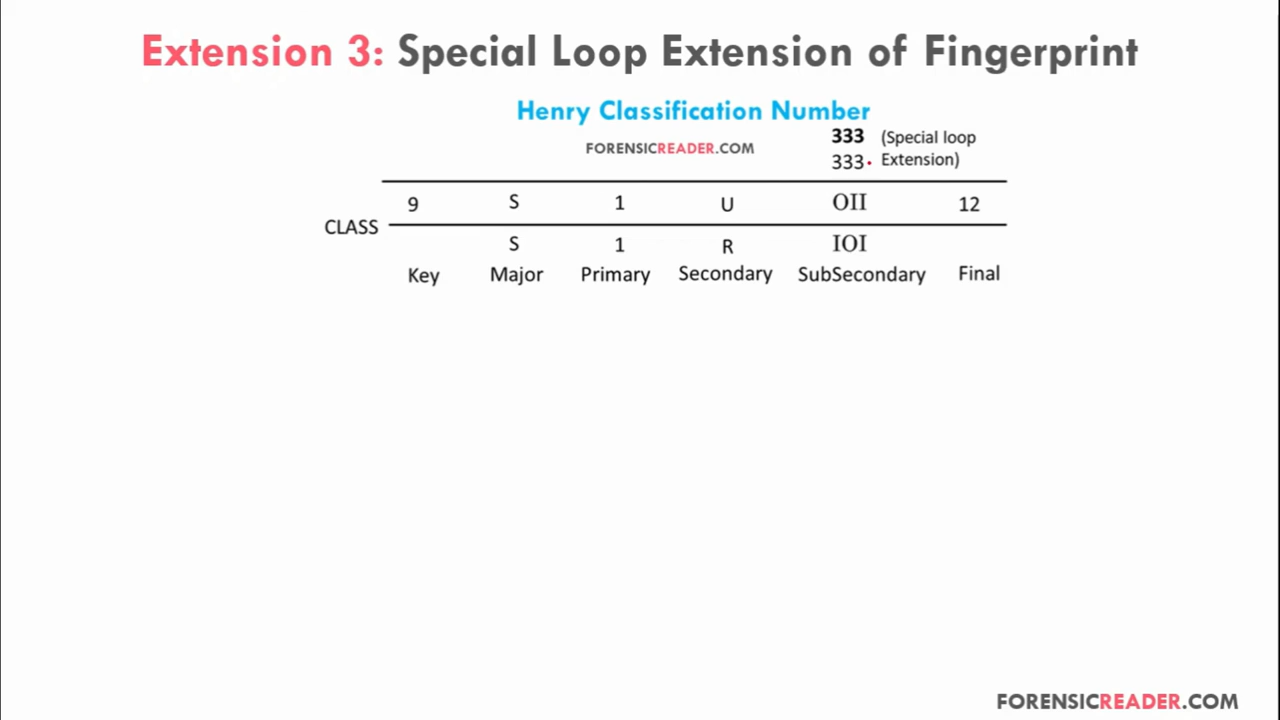 Extension 3: Special Loop Extension of Fingerprint
Henry Classification Number
FORENSICREADER.COM
333 (Special loop
333 Extension)
9 S 1 U OII 12
CLASS
S 1 R IOI
Key Major Primary Secondary SubSecondary Final
FORENSICREADER.COM